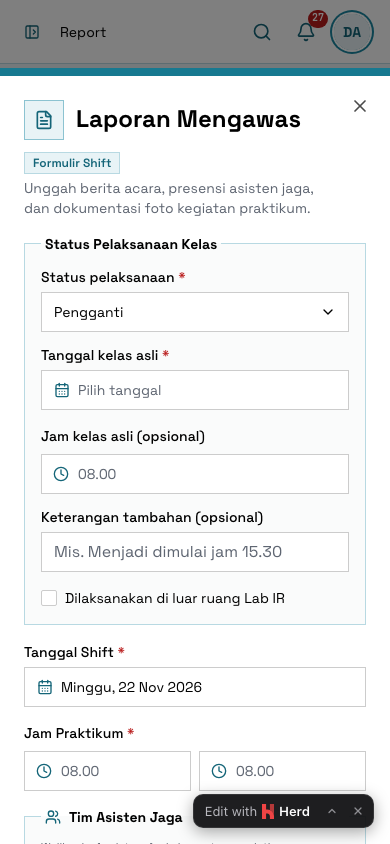 Report
27
DA
Laporan Mengawas
Formulir Shift
Unggah berita acara, presensi asisten jaga,
dan dokumentasi foto kegiatan praktikum.
Status Pelaksanaan Kelas
Status pelaksanaan *
Pengganti
Tanggal kelas asli *
Pilih tanggal
Jam kelas asli (opsional)
08.00
Keterangan tambahan (opsional)
Mis. Menjadi dimulai jam 15.30
Dilaksanakan di luar ruang Lab IR
Tanggal Shift *
Minggu, 22 Nov 2026
Jam Praktikum *
08.00 08.00
Tim Asisten Jaga
Edit with Herd